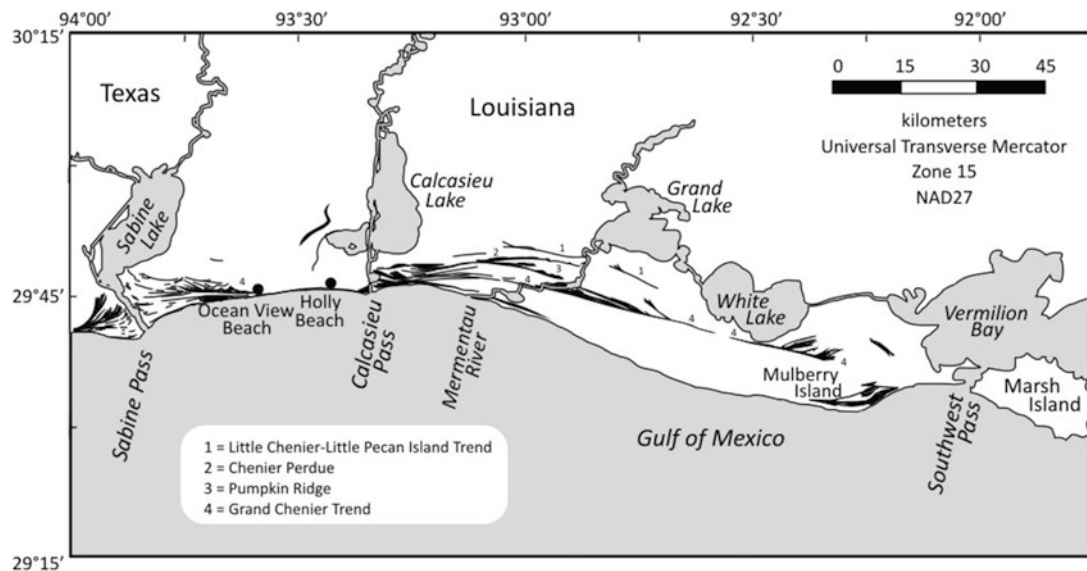 94°00'
93°30'
93°00'
92°30'
92°00'
30°15'
29°45'
29°15'
Texas
Louisiana
0 15 30 45
kilometers
Universal Transverse Mercator
Zone 15
NAD27
Sabine
Lake
Calcasieu
Lake
Grand
Lake
White
Lake
Vermilion
Bay
1
2
3
1
4
4
4
4
4
4
Ocean View
Beach
Holly
Beach
Mulberry
Island
Marsh
Island
Sabine Pass
Calcasieu
Pass
Mermentau
River
Southwest
Pass
Gulf of Mexico
1 = Little Chenier-Little Pecan Island Trend
2 = Chenier Perdue
3 = Pumpkin Ridge
4 = Grand Chenier Trend